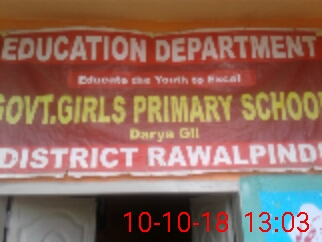 EDUCATION DEPARTMENT
Educate the Youth to Excel
GOVT.GIRLS PRIMARY SCHOOL
Darya Gil
DISTRICT RAWALPINDI
10-10-18 13:03